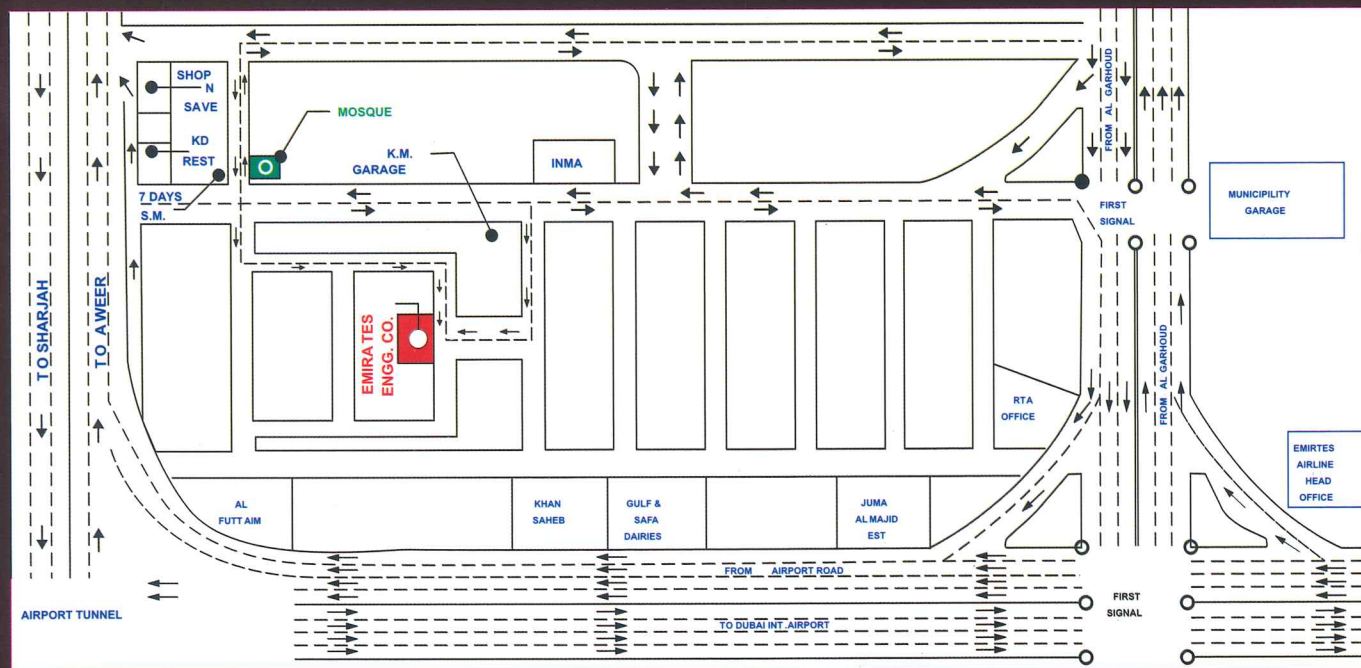 SHOP
N
SAVE
KD
REST
7 DAYS
S.M.
MOSQUE
K.M.
GARAGE
INMA
FROM AL GARHOUD
FIRST
SIGNAL
MUNICIPILITY
GARAGE
TO SHARJAH
TO A WEER
EMIRATES
ENGG. CO.
RTA
OFFICE
FROM AL GARHOUD
EMIRTES
AIRLINE
HEAD
OFFICE
AL
FUTTAIM
KHAN
SAHEB
GULF &
SAFA
DAIRIES
JUMA
AL MAJID
EST
FROM AIRPORT ROAD
FIRST
SIGNAL
AIRPORT TUNNEL
TO DUBAI INT.AIRPORT